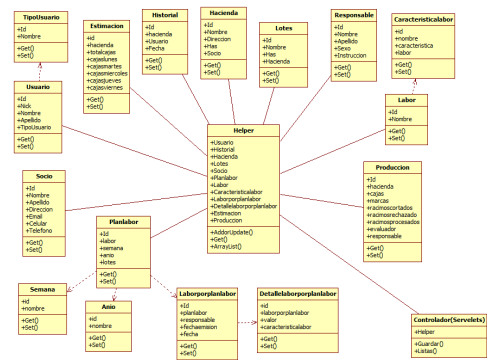 TipoUsuario
+Id
+Nombre
+Get()
+Set()
Estimacion
+id
+hacienda
+totalcajas
+cajaslunes
+cajasmartes
+cajasmiercoles
+cajasjueves
+cajasviernes
+Get()
+Set()
Historial
+Id
+hacienda
+Usuario
+Fecha
+Get()
+Set()
Hacienda
+Id
+Nombre
+Direccion
+Has
+Socio
+Get()
+Set()
Lotes
+Id
+Nombre
+Has
+Hacienda
+Get()
+Set()
Responsable
+Id
+Nombre
+Apellido
+Sexo
+Instruccion
+Get()
+Set()
Caracteristicalabor
+id
+nombre
+caracteristica
+labor
+Get()
+Set()
Usuario
+Id
+Nick
+Nombre
+Apellido
+TipoUsuario
+Get()
+Set()
Labor
+Id
+Nombre
+Get()
+Set()
Helper
+Usuario
+Historial
+Hacienda
+Lotes
+Socio
+Planlabor
+Labor
+Caracteristicalabor
+Laborporplanlabor
+Detallelaborporplanlabor
+Estimacion
+Produccion
+AddorUpdate()
+Get()
+ArrayList()
Produccion
+Id
+hacienda
+cajas
+marcas
+racimoscortados
+racimosrechazado
+racimosprocesados
+evaluador
+responsable
+Get()
+Set()
Socio
+Id
+Nombre
+Apellido
+Direccion
+Email
+Celular
+Telefono
+Get()
+Set()
Planlabor
+Id
+labor
+semana
+anio
+lotes
+Get()
+Set()
Semana
+id
+nombre
+Get()
+Set()
Anio
+id
+nombre
+Get()
+Set()
Laborporplanlabor
+Id
+planlabor
+responsable
+fechaemision
+fecha
+Get()
+Set()
Detallelaborporplanlabor
+id
+laborporplanlabor
+valor
+caracteristicalabor
+Get()
+Set()
Controlador(Servelets)
+Helper
+Guardar()
+Listas()